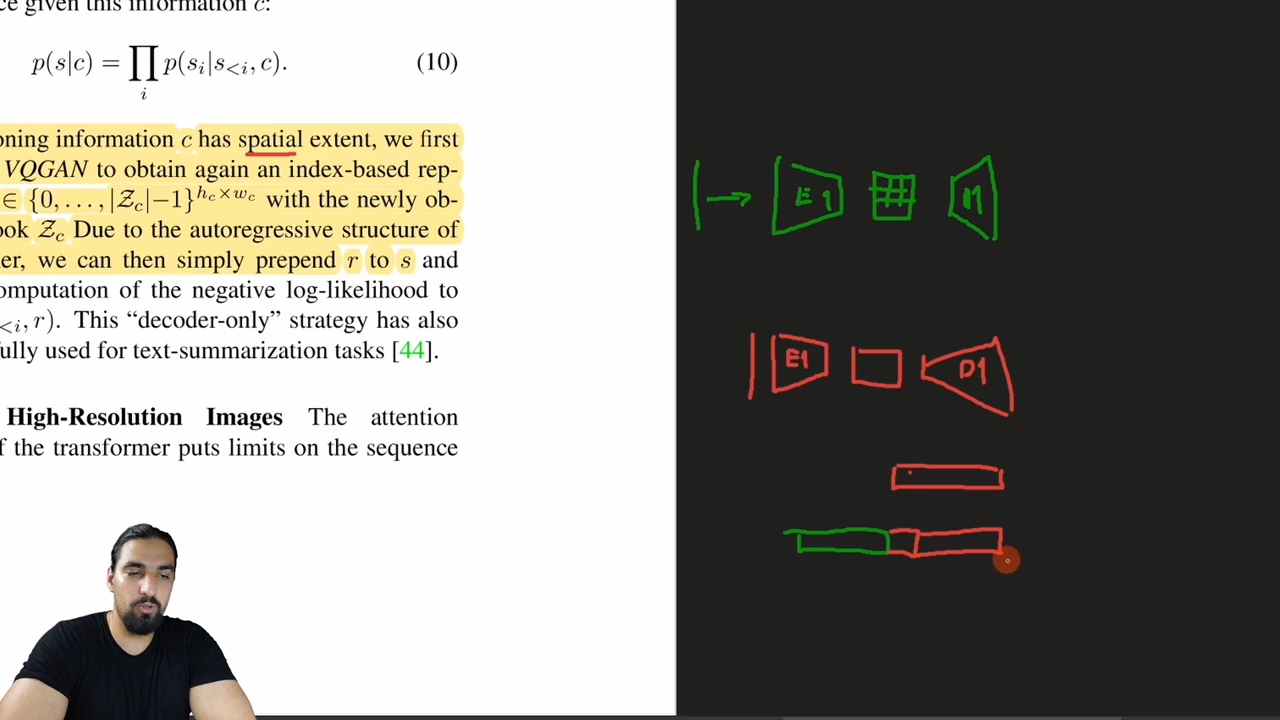 ce given this information c:
p(s|c) = ∏_i p(s_i|s_{<i}, c). (10)
oning information c has spatial extent, we first
VQGAN to obtain again an index-based rep-
∈ {0, . . . , |𝒵_c|−1}^{h_c×w_c} with the newly ob-
ook 𝒵_c Due to the autoregressive structure of
er, we can then simply prepend r to s and
omputation of the negative log-likelihood to
_{<i}, r). This “decoder-only” strategy has also
fully used for text-summarization tasks [44].
High-Resolution Images The attention
f the transformer puts limits on the sequence
E1
E1
D1